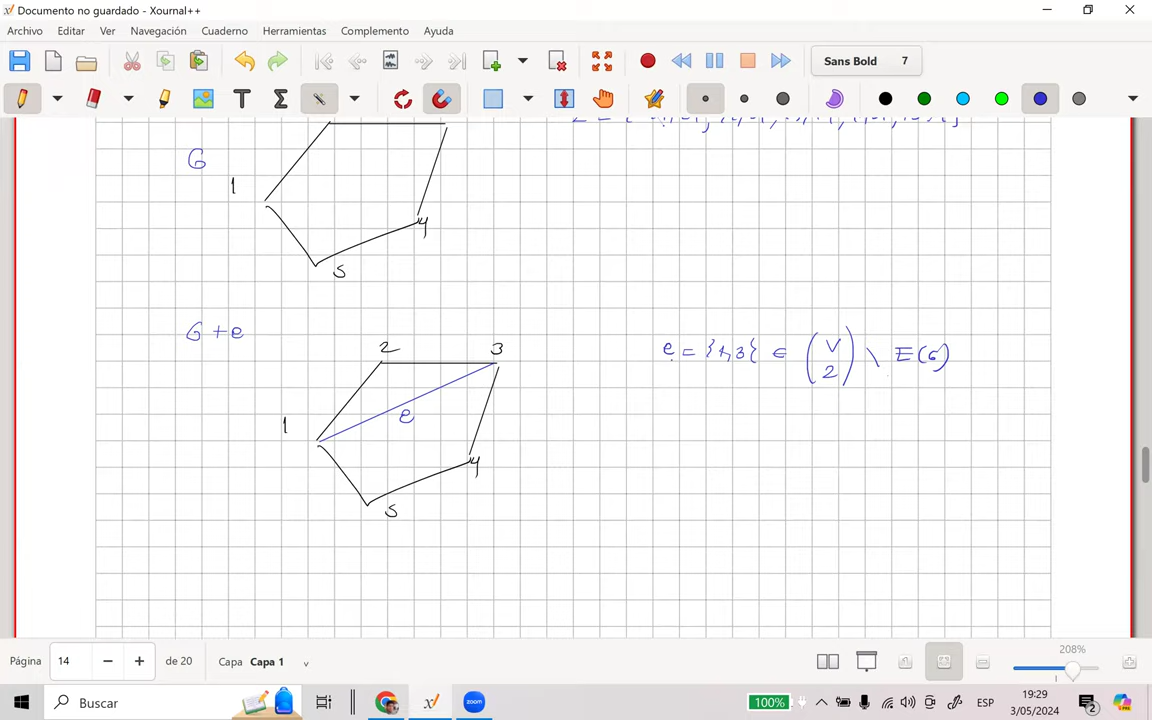 Documento no guardado - Xournal++
Archivo Editar Ver Navegación Cuaderno Herramientas Complemento Ayuda
Sans Bold 7
G
1
4
5
G + e
2 3
e = {1,3} ∈ (V 2) \ E(G)
1
e
4
5
Página 14 de 20 Capa Capa 1 208%
Buscar
100% ESP 19:29
3/05/2024 2